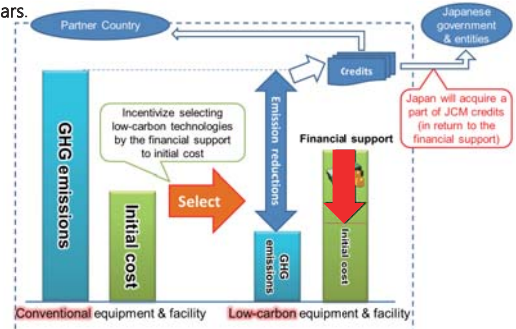 ars.
Partner Country
Japanese
government
& entities
Credits
Incentivize selecting
low-carbon technologies
by the financial support
to initial cost
Emission reductions
Japan will acquire a
part of JCM credits
(in return to the
financial support)
Financial support
GHG emissions
Initial cost
Select
GHG
emissions
Initial cost
Conventional equipment & facility
Low-carbon equipment & facility